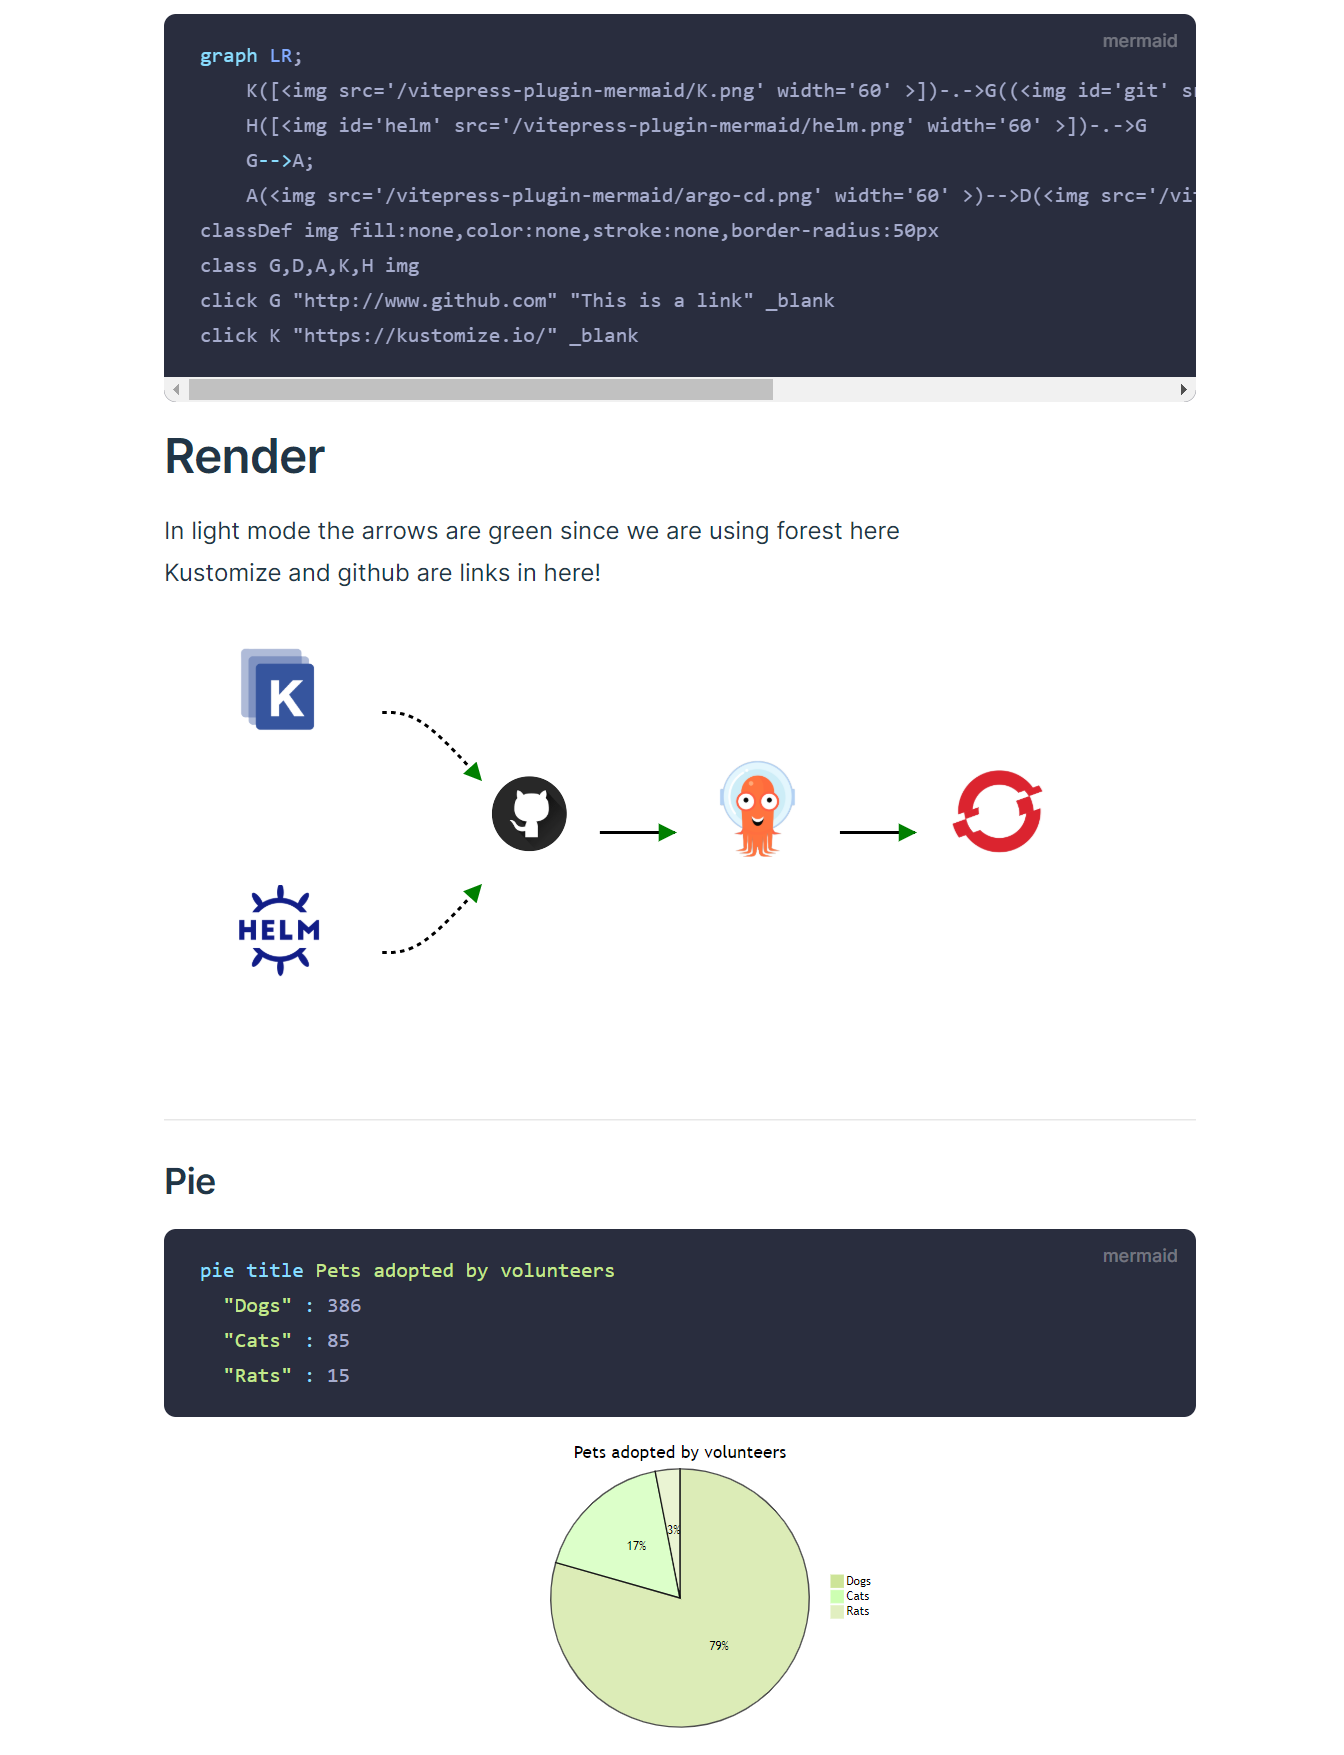 mermaid
graph LR;
K([<img src='/vitepress-plugin-mermaid/K.png' width='60' >])-.->G((<img id='git' s
H([<img id='helm' src='/vitepress-plugin-mermaid/helm.png' width='60' >])-.->G
G-->A;
A(<img src='/vitepress-plugin-mermaid/argo-cd.png' width='60' >)-->D(<img src='/vi
classDef img fill:none,color:none,stroke:none,border-radius:50px
class G,D,A,K,H img
click G "http://www.github.com" "This is a link" _blank
click K "https://kustomize.io/" _blank
Render
In light mode the arrows are green since we are using forest here
Kustomize and github are links in here!
K
HELM
Pie
mermaid
pie title Pets adopted by volunteers
"Dogs" : 386
"Cats" : 85
"Rats" : 15
Pets adopted by volunteers
3%
17%
79%
Dogs
Cats
Rats